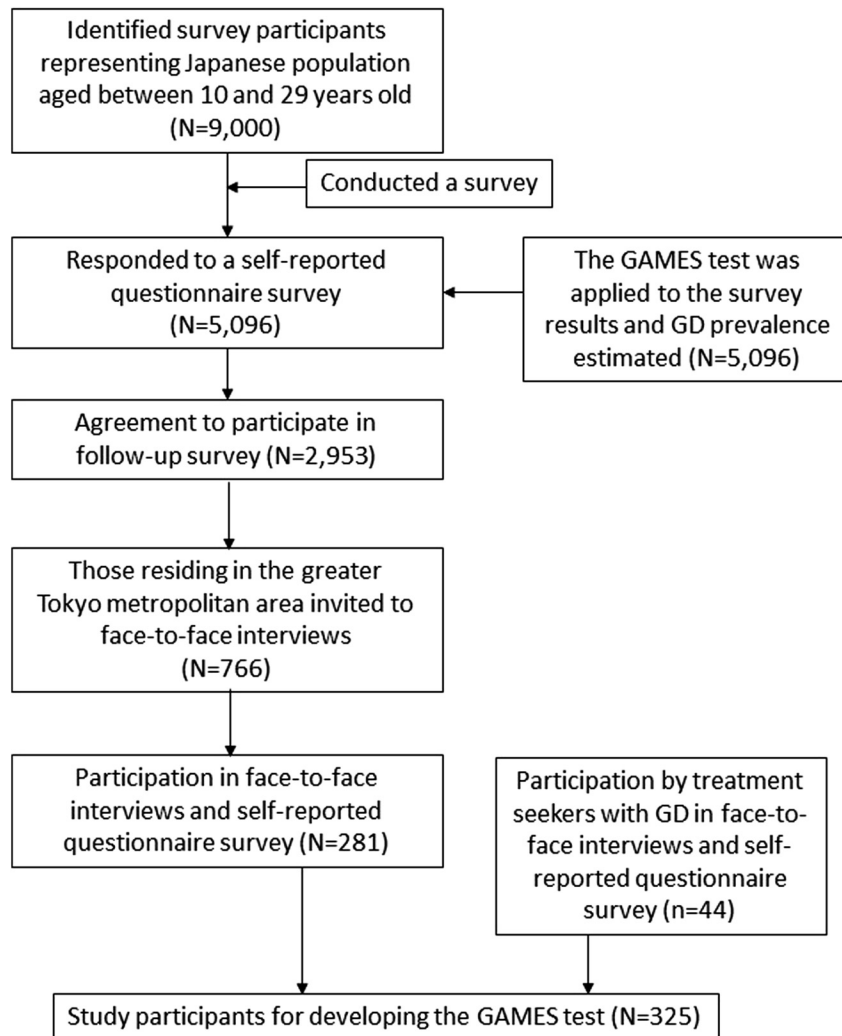 Identified survey participants
representing Japanese population
aged between 10 and 29 years old
(N=9,000)
Conducted a survey
Responded to a self-reported
questionnaire survey
(N=5,096)
The GAMES test was
applied to the survey
results and GD prevalence
estimated (N=5,096)
Agreement to participate in
follow-up survey (N=2,953)
Those residing in the greater
Tokyo metropolitan area invited to
face-to-face interviews
(N=766)
Participation in face-to-face
interviews and self-reported
questionnaire survey (N=281)
Participation by treatment
seekers with GD in face-to-
face interviews and self-
reported questionnaire
survey (n=44)
Study participants for developing the GAMES test (N=325)